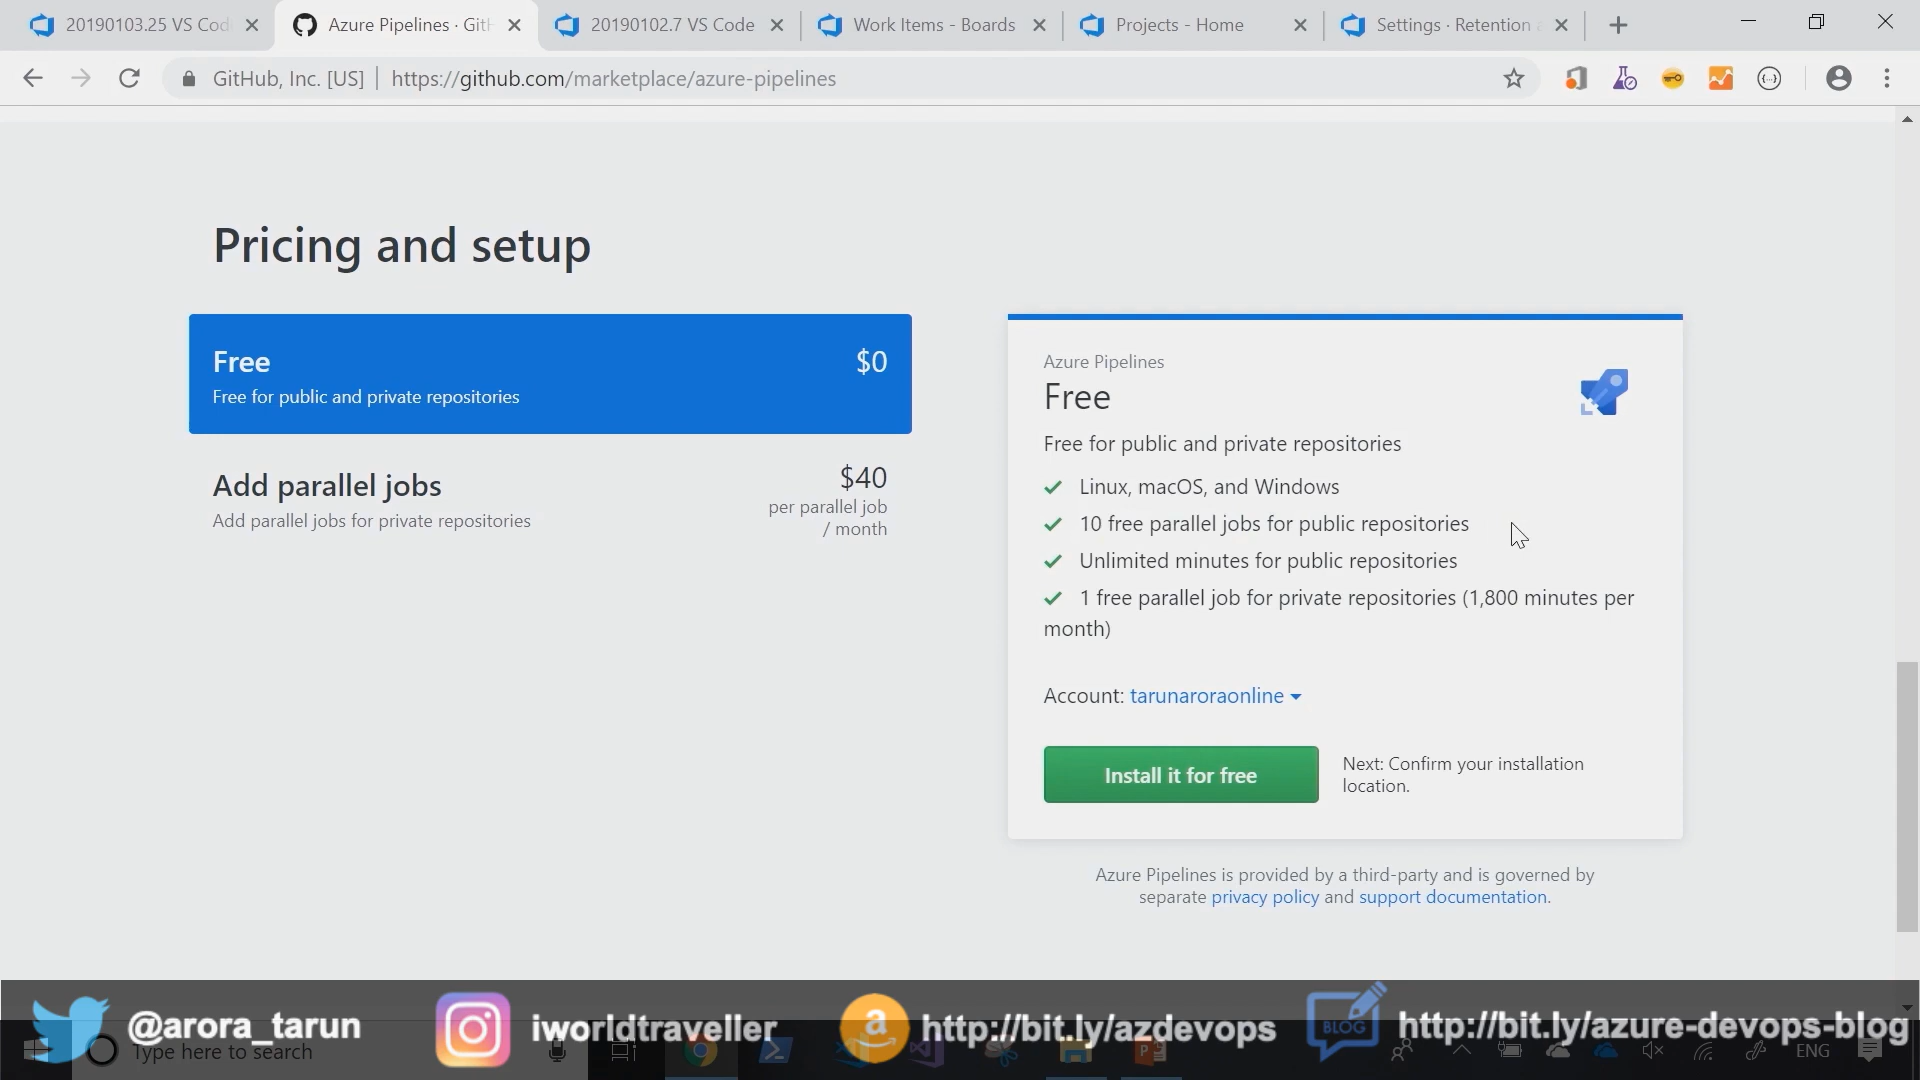 20190103.25 VS Cod
Azure Pipelines · Gith
20190102.7 VS Code
Work Items - Boards
Projects - Home
Settings · Retention a
GitHub, Inc. [US]
https://github.com/marketplace/azure-pipelines
Pricing and setup
Free
$0
Free for public and private repositories
Add parallel jobs
$40
Add parallel jobs for private repositories
per parallel job
/ month
Azure Pipelines
Free
Free for public and private repositories
Linux, macOS, and Windows
10 free parallel jobs for public repositories
Unlimited minutes for public repositories
1 free parallel job for private repositories (1,800 minutes per
month)
Account: tarunaroraonline
Install it for free
Next: Confirm your installation
location.
Azure Pipelines is provided by a third-party and is governed by
separate privacy policy and support documentation.
@arora_tarun
iworldtraveller
a
http://bit.ly/azdevops
BLOG
http://bit.ly/azure-devops-blog
Type here to search
ENG